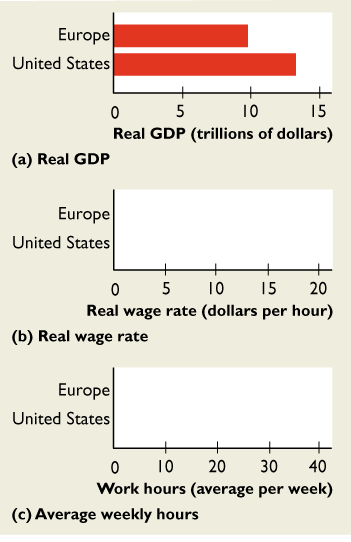 Europe
United States
0 5 10 15
Real GDP (trillions of dollars)
(a) Real GDP
Europe
United States
0 5 10 15 20
Real wage rate (dollars per hour)
(b) Real wage rate
Europe
United States
0 10 20 30 40
Work hours (average per week)
(c) Average weekly hours